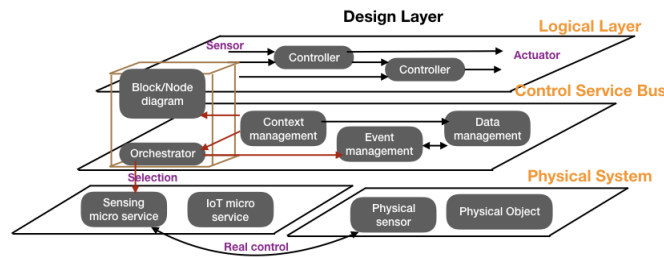 Design Layer
Logical Layer
Sensor
Controller
Actuator
Controller
Block/Node
diagram
Control Service Bus
Context
management
Data
management
Event
management
Orchestrator
Selection
Physical System
Sensing
micro service
IoT micro
service
Physical
sensor
Physical Object
Real control